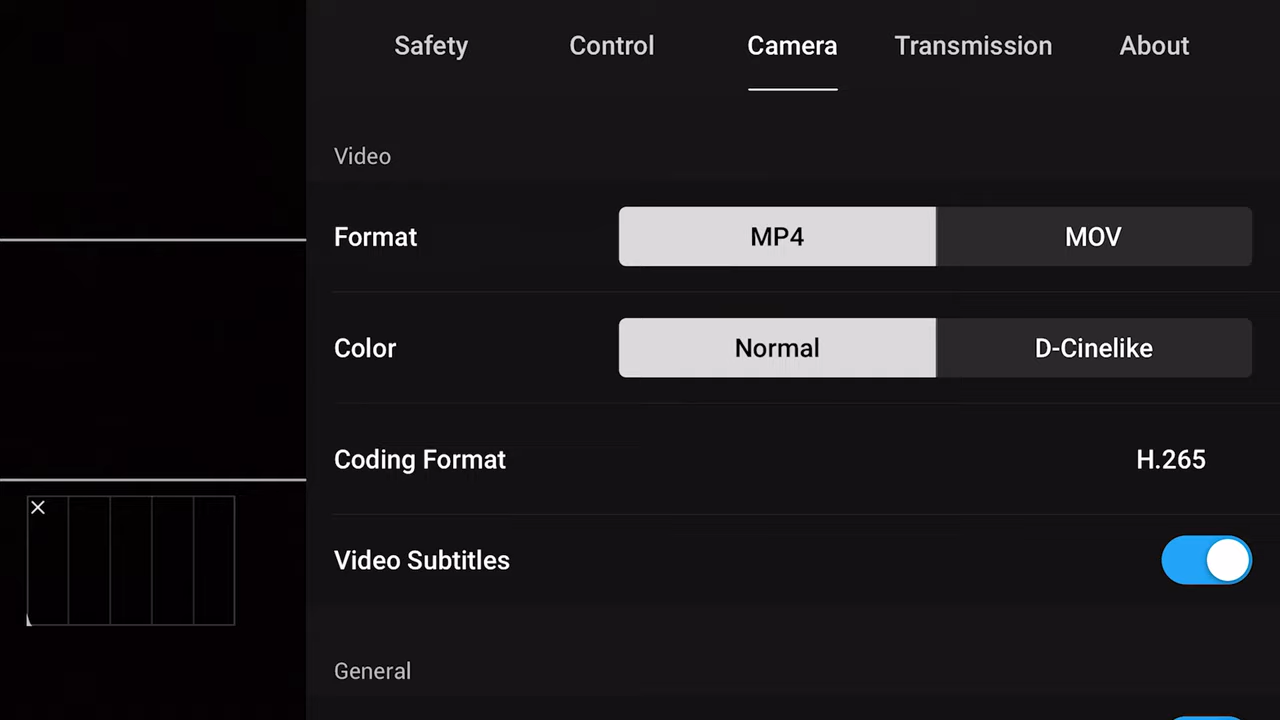 Safety Control Camera Transmission About
Video
Format MP4 MOV
Color Normal D-Cinelike
Coding Format H.265
Video Subtitles
General